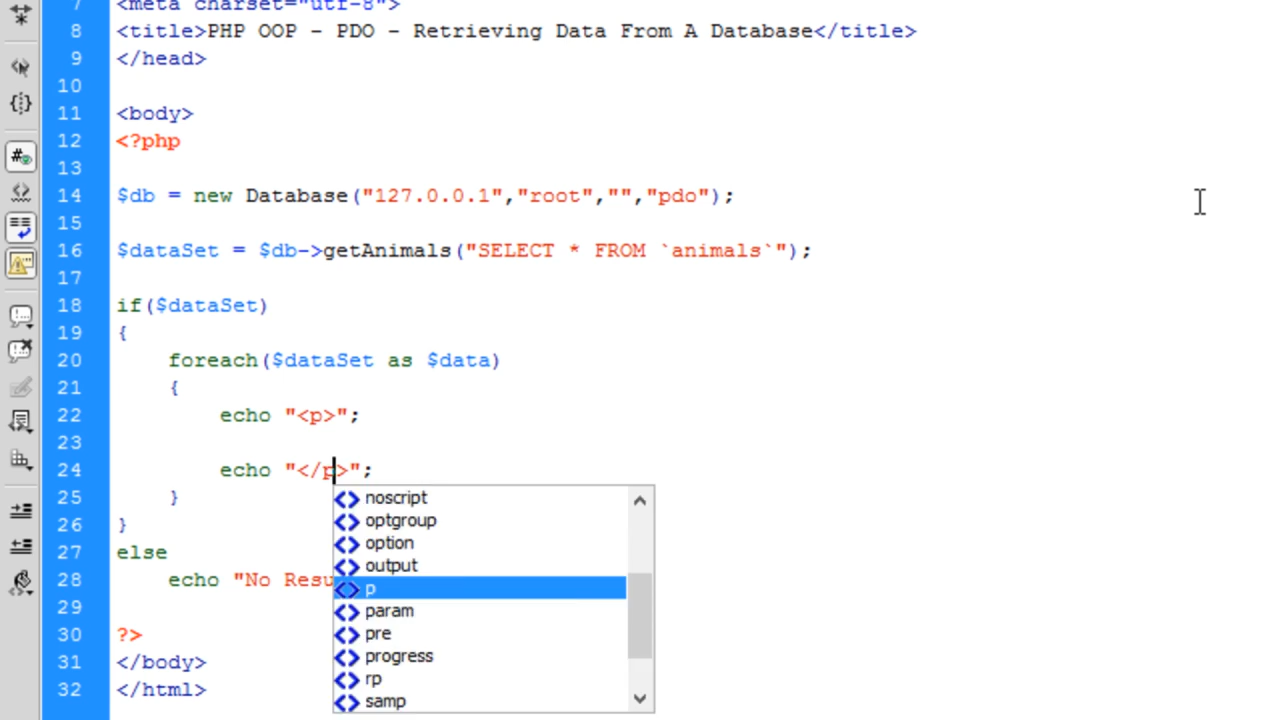 7 <meta charset="utf-8">
8 <title>PHP OOP - PDO - Retrieving Data From A Database</title>
9 </head>
10
11 <body>
12 <?php
13
14 $db = new Database("127.0.0.1","root","","pdo");
15
16 $dataSet = $db->getAnimals("SELECT * FROM `animals`");
17
18 if($dataSet)
19 {
20 foreach($dataSet as $data)
21 {
22 echo "<p>";
23
24 echo "</p>";
25 }
26 }
27 else
28 echo "No Resu
29
30 ?>
31 </body>
32 </html>
noscript
optgroup
option
output
p
param
pre
progress
rp
samp